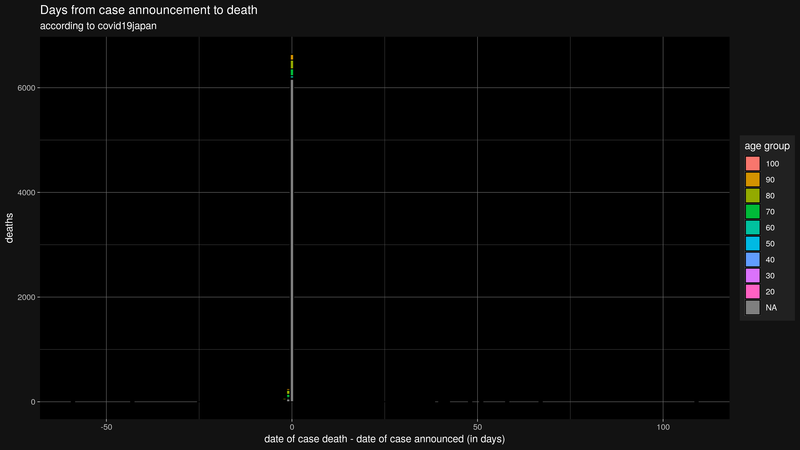 Days from case announcement to death
according to covid19japan
deaths
6000
4000
2000
0
-50
0
50
100
date of case death - date of case announced (in days)
age group
100
90
80
70
60
50
40
30
20
NA